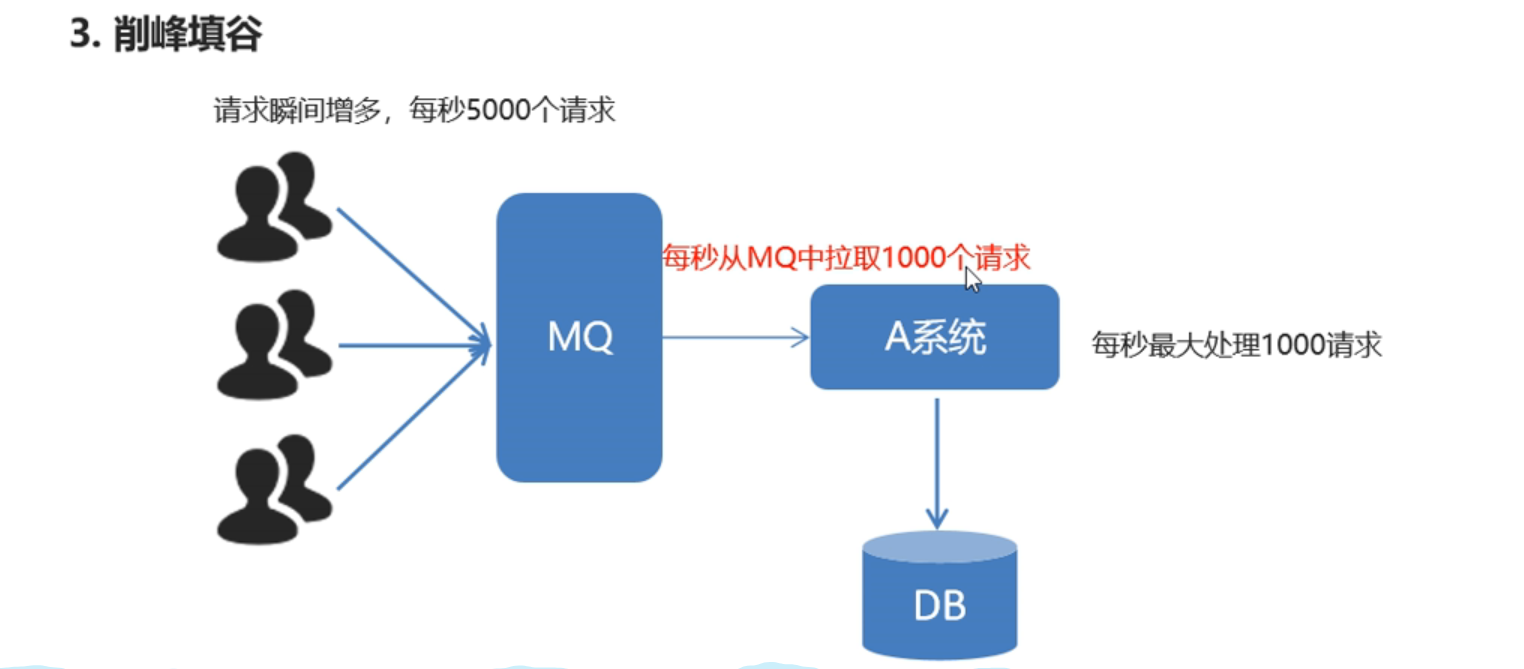 3. 削峰填谷
请求瞬间增多，每秒5000个请求
每秒从MQ中拉取1000个请求
MQ
A系统
每秒最大处理1000请求
DB